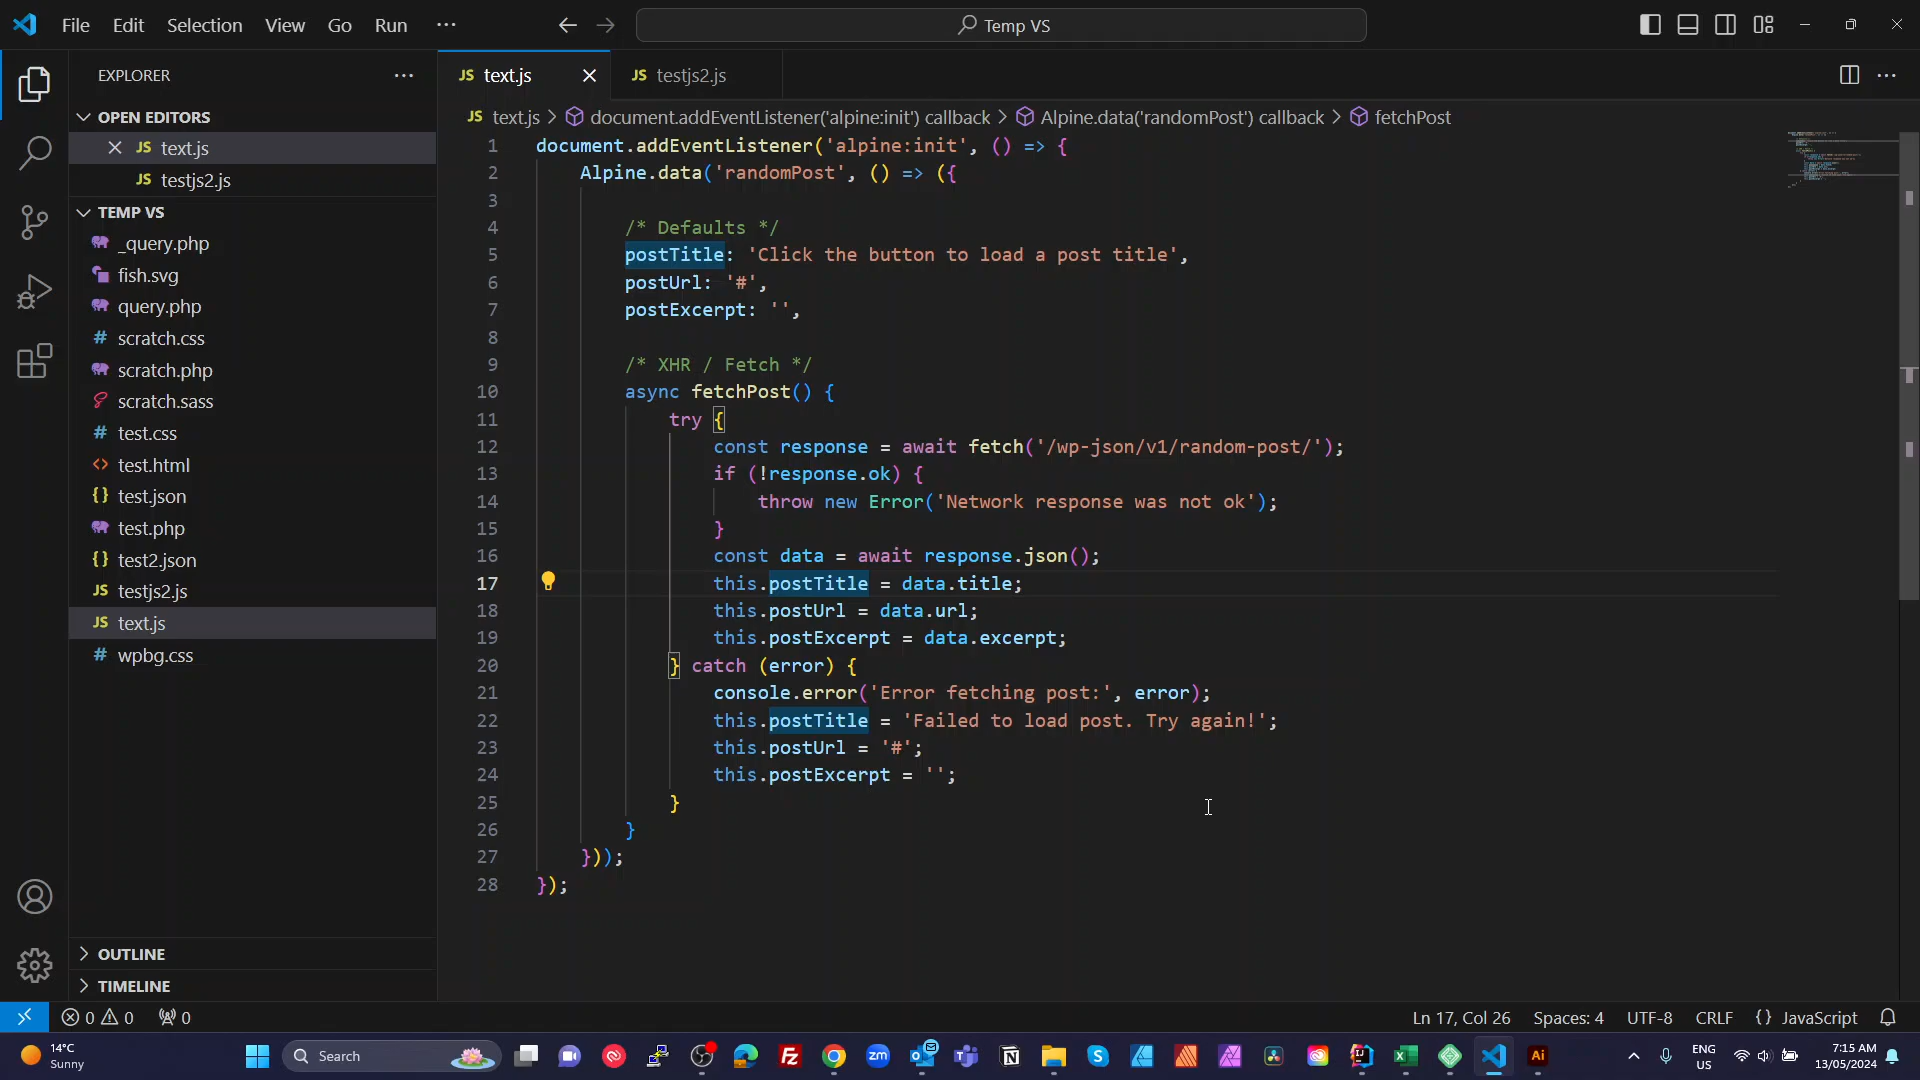 File Edit Selection View Go Run ···
Temp VS
EXPLORER ···
OPEN EDITORS
JS text.js
JS testjs2.js
TEMP VS
_query.php
fish.svg
query.php
# scratch.css
scratch.php
scratch.sass
# test.css
<> test.html
{} test.json
test.php
{} test2.json
JS testjs2.js
JS text.js
# wpbg.css
OUTLINE
TIMELINE
JS text.js JS testjs2.js
JS text.js > document.addEventListener('alpine:init') callback > Alpine.data('randomPost') callback > fetchPost
1 document.addEventListener('alpine:init', () => {
2 Alpine.data('randomPost', () => ({
3
4 /* Defaults */
5 postTitle: 'Click the button to load a post title',
6 postUrl: '#',
7 postExcerpt: '',
8
9 /* XHR / Fetch */
10 async fetchPost() {
11 try {
12 const response = await fetch('/wp-json/v1/random-post/');
13 if (!response.ok) {
14 throw new Error('Network response was not ok');
15 }
16 const data = await response.json();
17 this.postTitle = data.title;
18 this.postUrl = data.url;
19 this.postExcerpt = data.excerpt;
20 } catch (error) {
21 console.error('Error fetching post:', error);
22 this.postTitle = 'Failed to load post. Try again!';
23 this.postUrl = '#';
24 this.postExcerpt = '';
25 }
26 }
27 }));
28 });
0 0 0 Ln 17, Col 26 Spaces: 4 UTF-8 CRLF {} JavaScript
14°C
Sunny
Search
zm
Fz
Ai
ENG
US
7:15 AM
13/05/2024